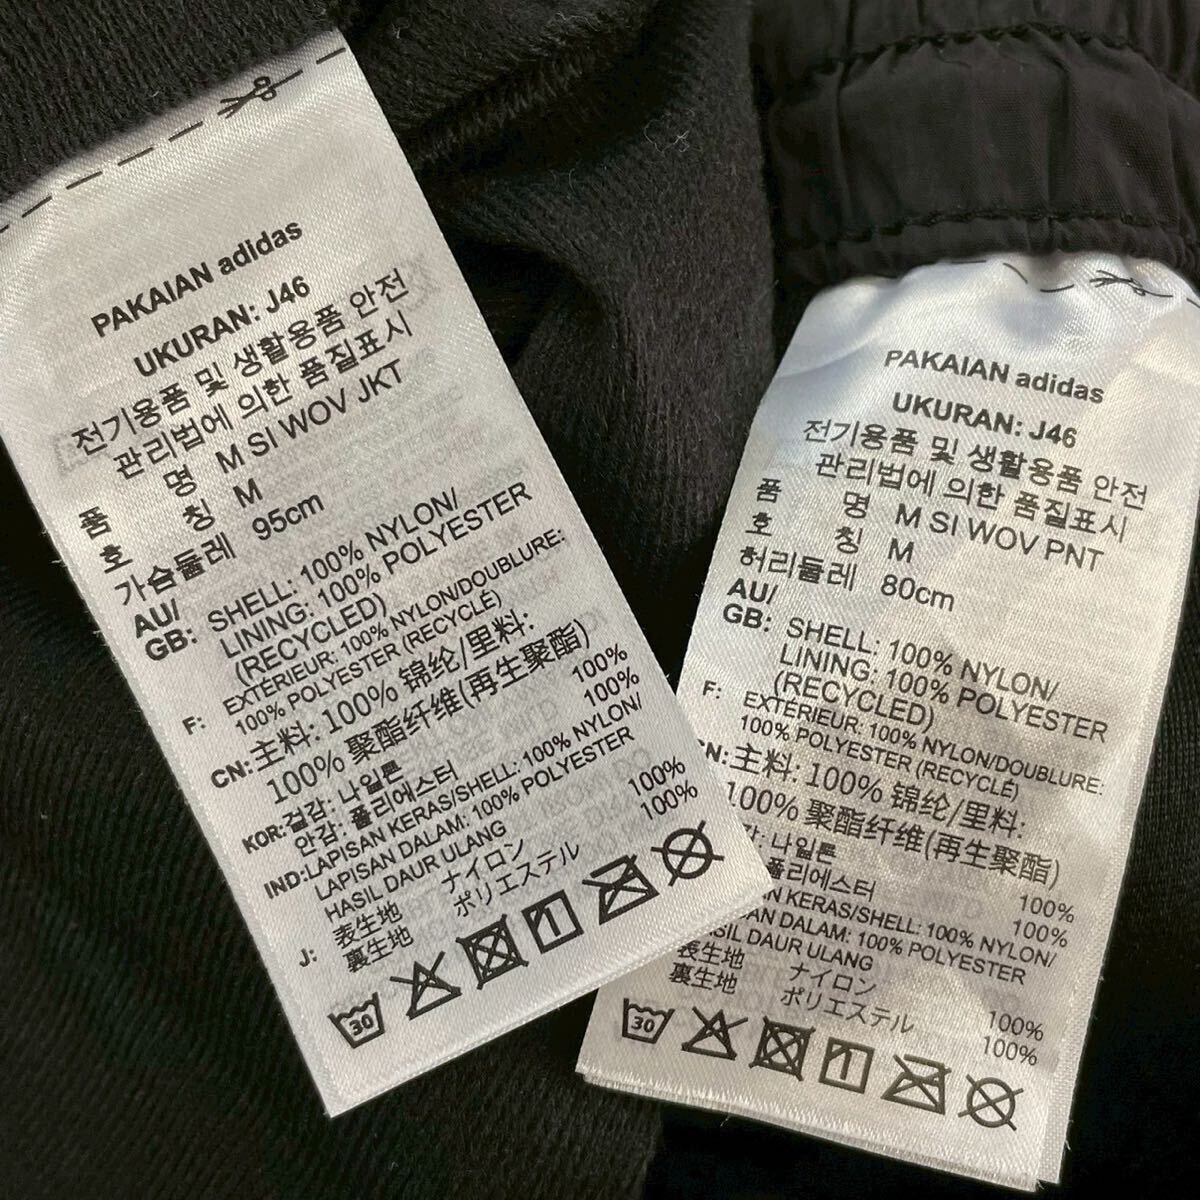 PAKAIAN adidas
UKURAN: J46
전기용품 및 생활용품 안전
관리법에 의한 품질표시
품 명 M SI WOV JKT
호 칭 M
가슴둘레 95cm
AU/
GB: SHELL: 100% NYLON/
LINING: 100% POLYESTER
(RECYCLED)
F: EXTÉRIEUR: 100% NYLON/DOUBLURE:
100% POLYESTER (RECYCLÉ)
CN:主料: 100% 锦纶/里料:
100% 聚酯纤维(再生聚酯)
KOR:겉감: 나일론 100%
안감: 폴리에스터 100%
IND:LAPISAN KERAS/SHELL: 100% NYLON/
LAPISAN DALAM: 100% POLYESTER
HASIL DAUR ULANG
J: 表生地 ナイロン 100%
裏生地 ポリエステル 100%
30
PAKAIAN adidas
UKURAN: J46
전기용품 및 생활용품 안전
관리법에 의한 품질표시
품 명 M SI WOV PNT
호 칭 M
허리둘레 80cm
AU/
GB: SHELL: 100% NYLON/
LINING: 100% POLYESTER
(RECYCLED)
F: EXTÉRIEUR: 100% NYLON/DOUBLURE:
100% POLYESTER (RECYCLÉ)
CN:主料: 100% 锦纶/里料:
100% 聚酯纤维(再生聚酯)
감: 나일론 100%
폴리에스터 100%
KERAS/SHELL: 100% NYLON/
DALAM: 100% POLYESTER
DAUR ULANG
表生地 ナイロン 100%
裏生地 ポリエステル 100%
30